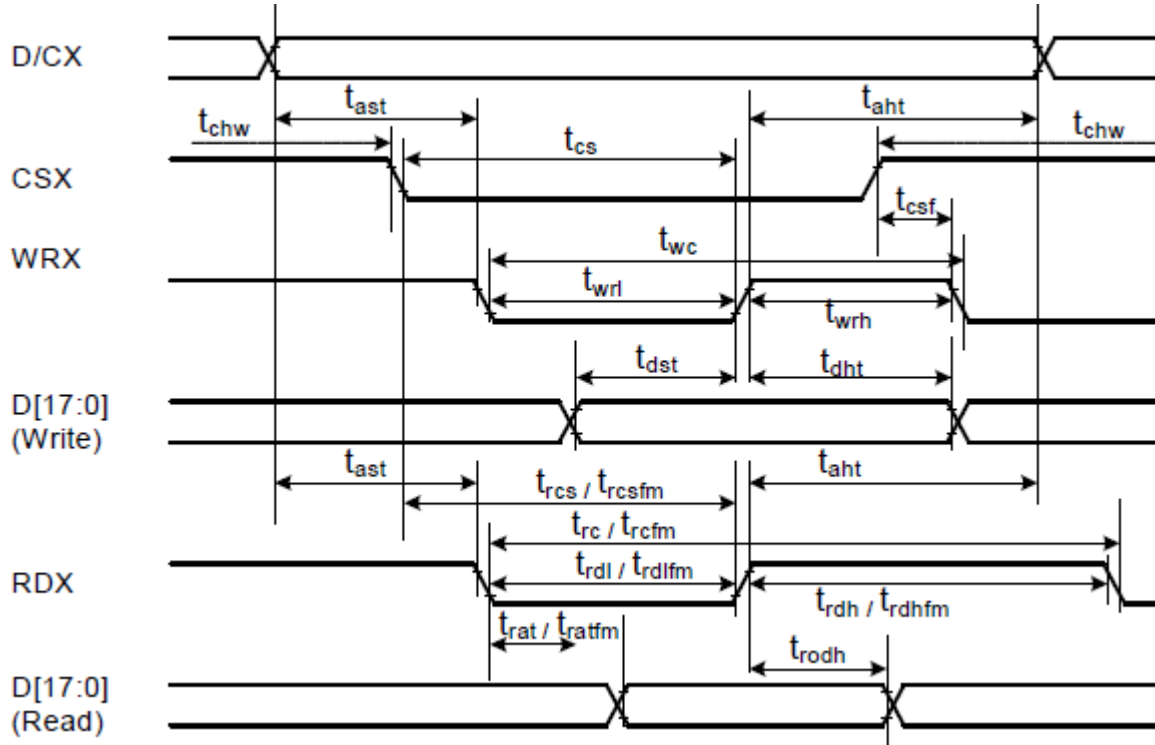 D/CX
t_ast
t_aht
t_chw
t_chw
t_cs
CSX
t_csf
WRX
t_wc
t_wrl
t_wrh
t_dst
t_dht
D[17:0]
(Write)
t_ast
t_aht
t_rcs / t_rcsfm
t_rc / t_rcfm
RDX
t_rdl / t_rdlfm
t_rdh / t_rdhfm
t_rat / t_ratfm
t_rodh
D[17:0]
(Read)